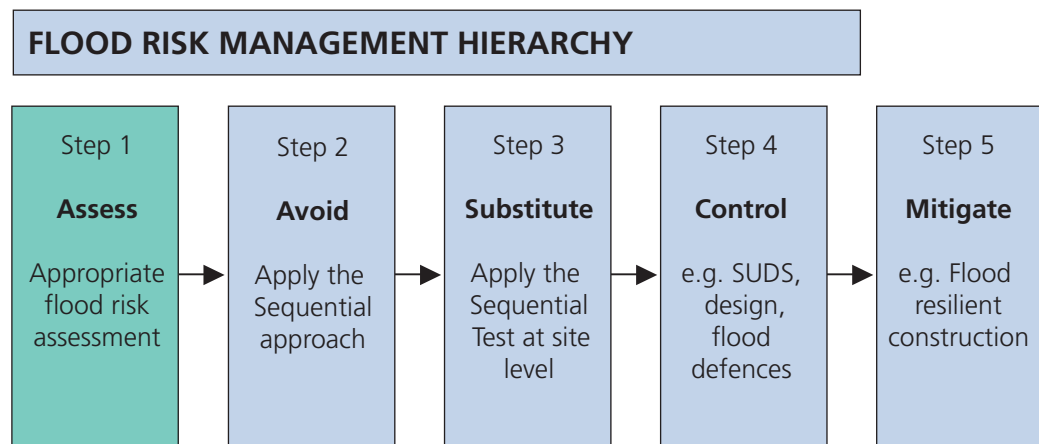 FLOOD RISK MANAGEMENT HIERARCHY
Step 1
Assess
Appropriate
flood risk
assessment
Step 2
Avoid
Apply the
Sequential
approach
Step 3
Substitute
Apply the
Sequential
Test at site
level
Step 4
Control
e.g. SUDS,
design,
flood
defences
Step 5
Mitigate
e.g. Flood
resilient
construction